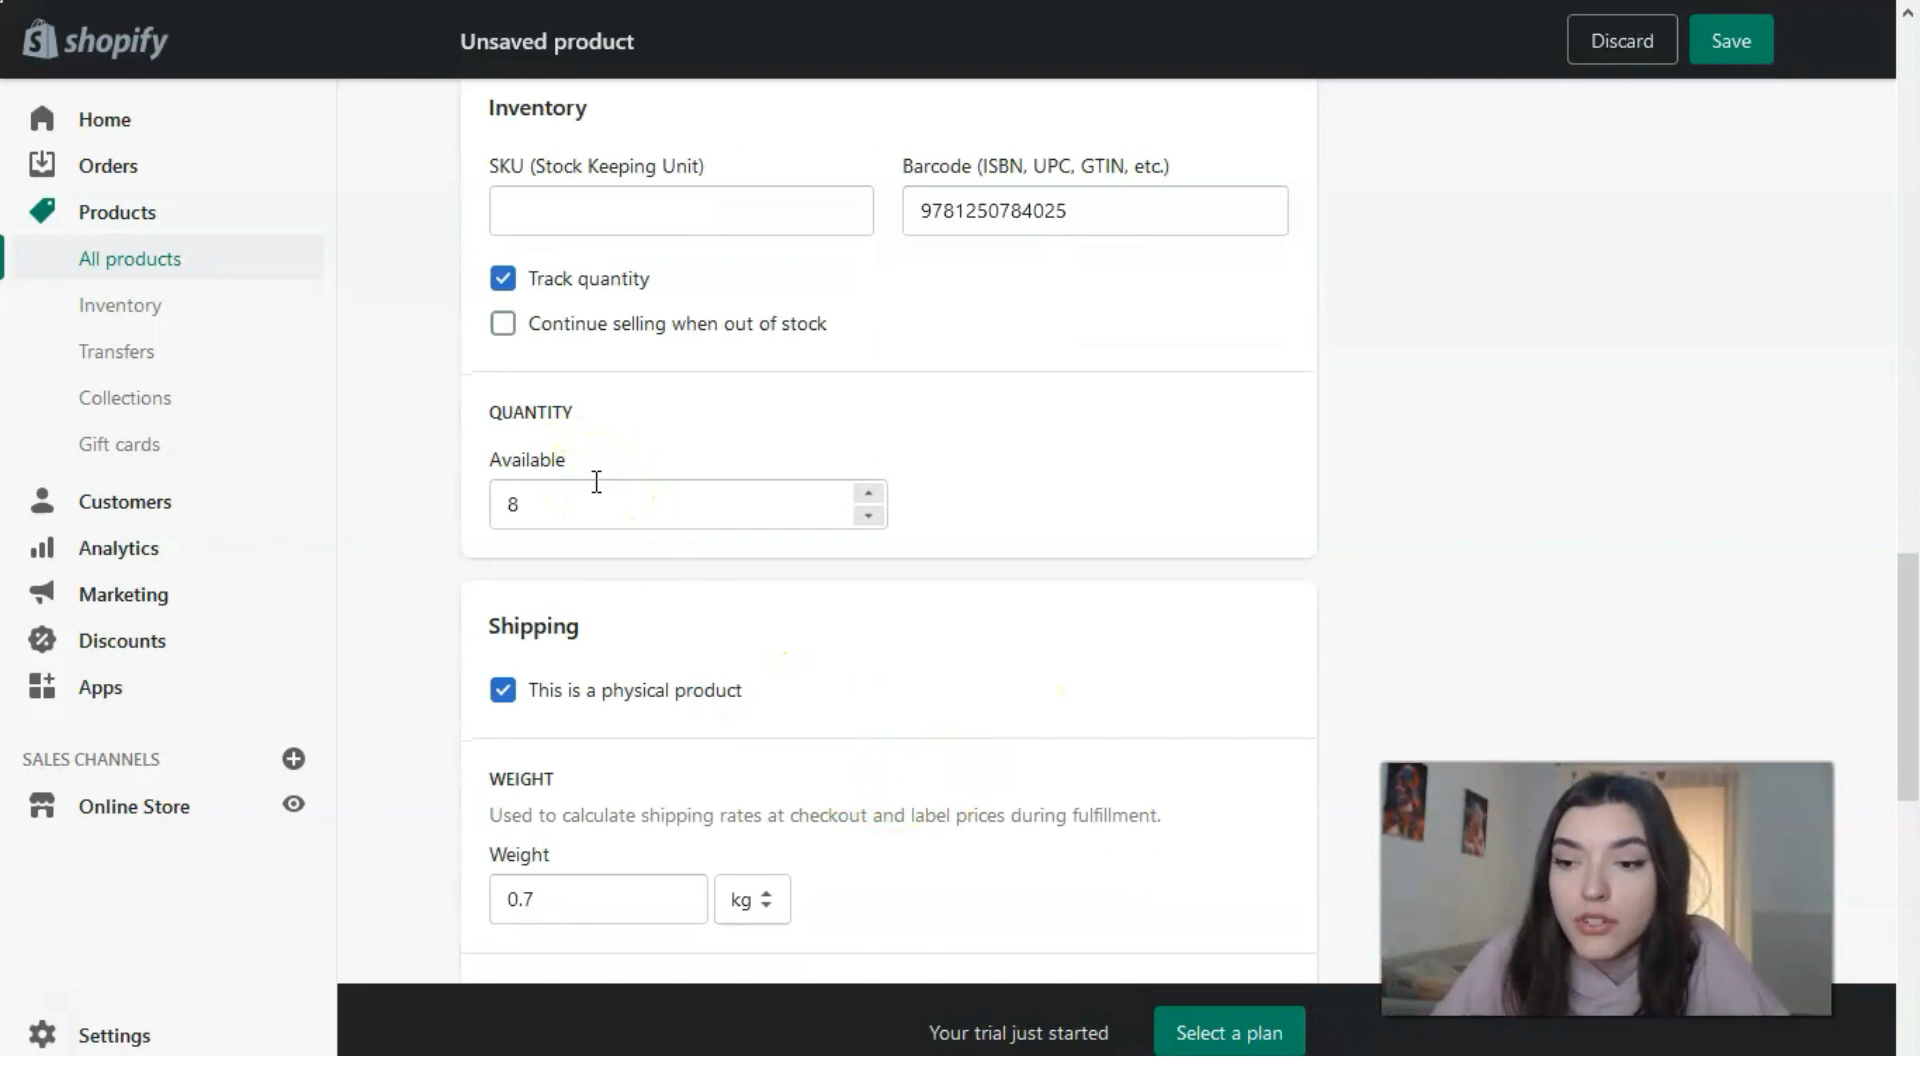 shopify
Unsaved product
Discard
Save
Home
Orders
Products
All products
Inventory
Transfers
Collections
Gift cards
Customers
Analytics
Marketing
Discounts
Apps
SALES CHANNELS
Online Store
Settings
Inventory
SKU (Stock Keeping Unit)
Barcode (ISBN, UPC, GTIN, etc.)
9781250784025
Track quantity
Continue selling when out of stock
QUANTITY
Available
8
Shipping
This is a physical product
WEIGHT
Used to calculate shipping rates at checkout and label prices during fulfillment.
Weight
0.7
kg
Your trial just started
Select a plan